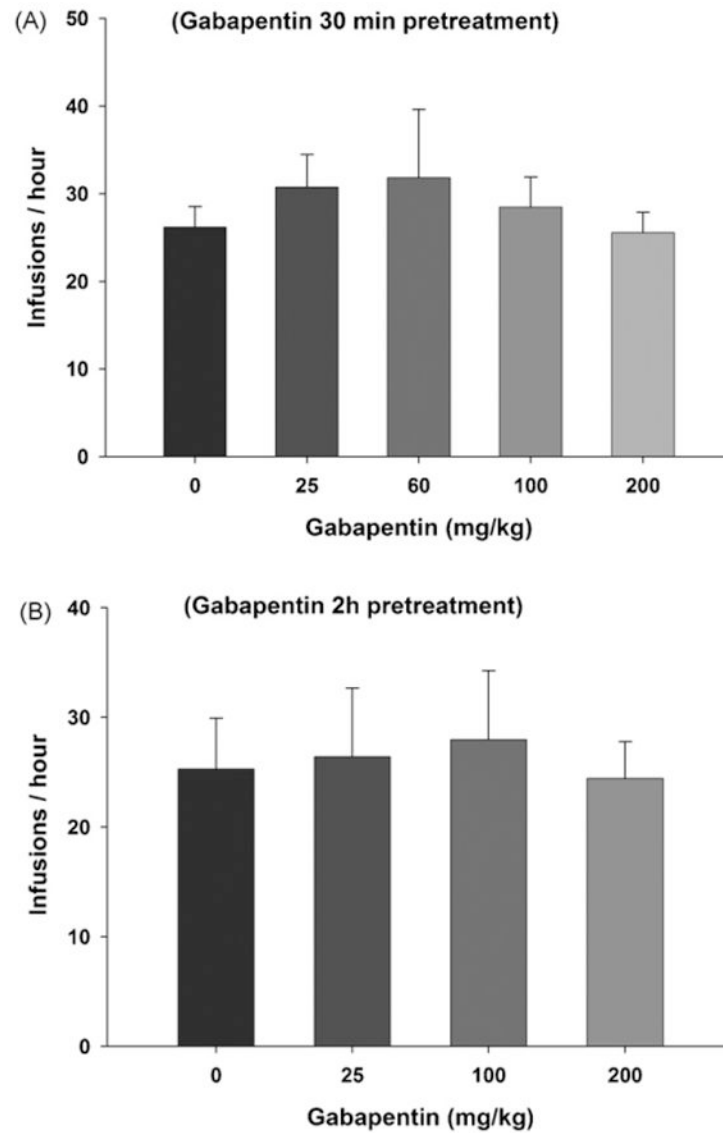 (A) (Gabapentin 30 min pretreatment)
50
40
30
20
10
0
Infusions / hour
0 25 60 100 200
Gabapentin (mg/kg)
(B) (Gabapentin 2h pretreatment)
40
30
20
10
0
Infusions / hour
0 25 100 200
Gabapentin (mg/kg)